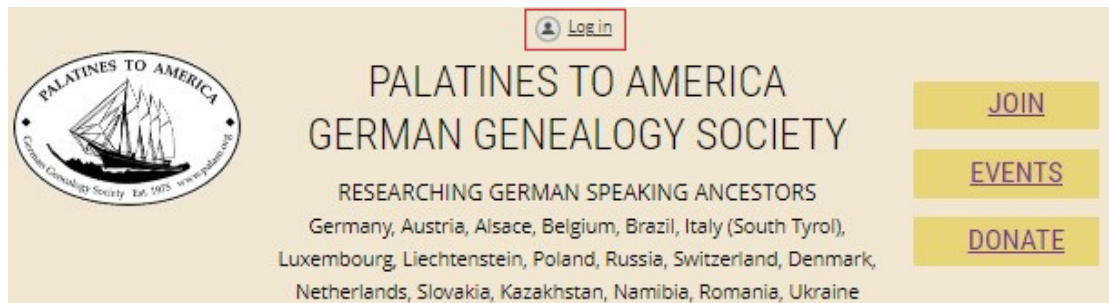 Log in
PALATINES TO AMERICA
German Genealogy Society Est. 1975 www.palam.org
PALATINES TO AMERICA
GERMAN GENEALOGY SOCIETY
RESEARCHING GERMAN SPEAKING ANCESTORS
Germany, Austria, Alsace, Belgium, Brazil, Italy (South Tyrol),
Luxembourg, Liechtenstein, Poland, Russia, Switzerland, Denmark,
Netherlands, Slovakia, Kazakhstan, Namibia, Romania, Ukraine
JOIN
EVENTS
DONATE